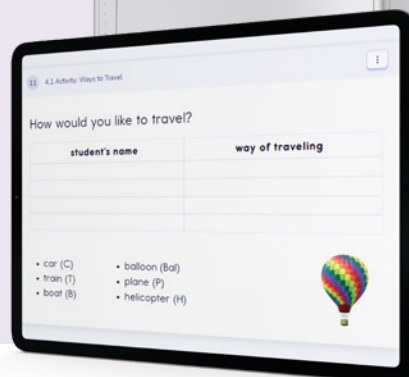 11 4.1 Activity: Ways to Travel
How would you like to travel?
student's name way of traveling
• car (C)
• train (T)
• boat (B)
• balloon (Bal)
• plane (P)
• helicopter (H)